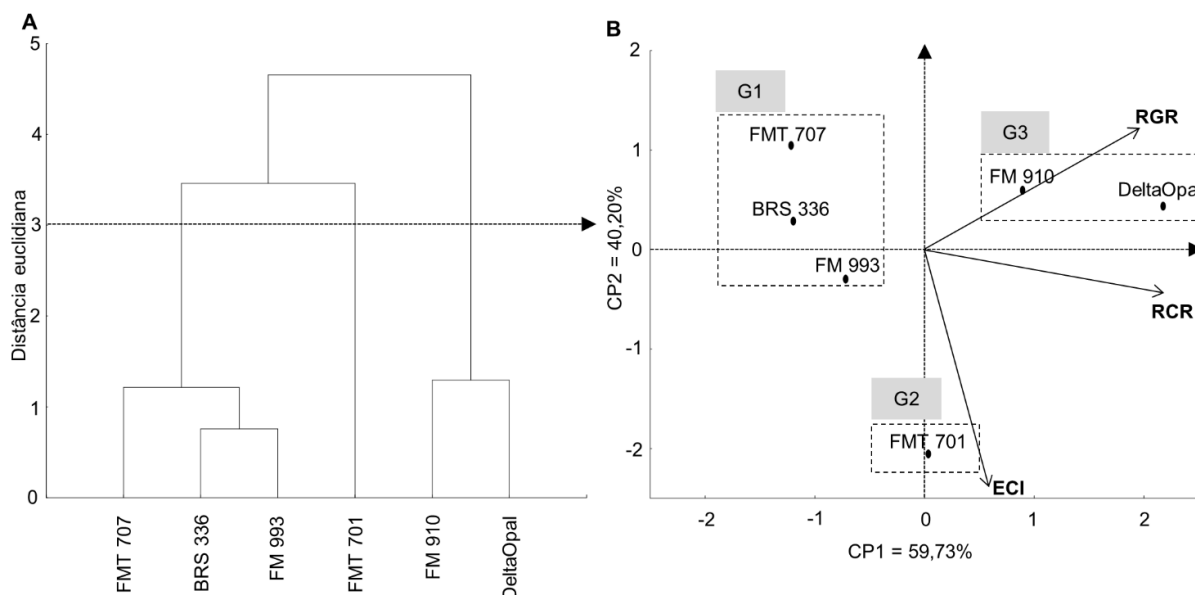 A
Distância euclidiana
5
4
3
2
1
0
FMT 707
BRS 336
FM 993
FMT 701
FM 910
DeltaOpal
B
CP2 = 40,20%
2
1
0
-1
-2
G1
FMT 707
BRS 336
FM 993
G3
RGR
FM 910
DeltaOpal
RCR
G2
FMT 701
ECI
-2
-1
0
1
2
CP1 = 59,73%